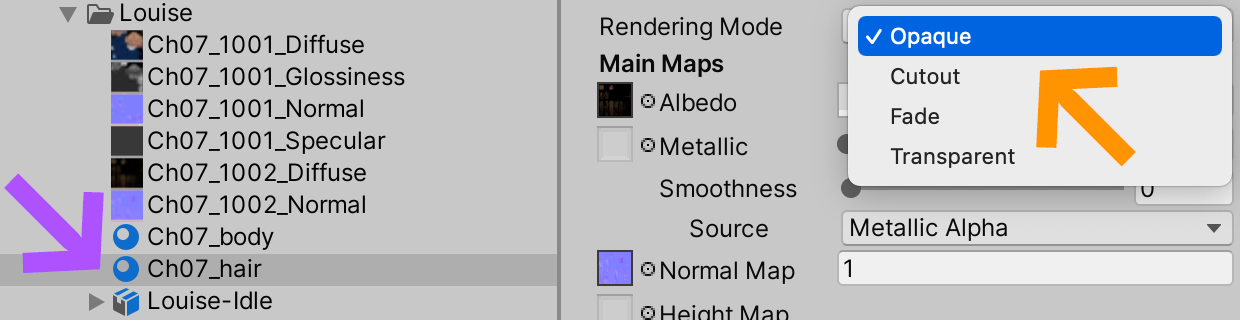 Louise
Ch07_1001_Diffuse
Ch07_1001_Glossiness
Ch07_1001_Normal
Ch07_1001_Specular
Ch07_1002_Diffuse
Ch07_1002_Normal
Ch07_body
Ch07_hair
Louise-Idle
Rendering Mode
✓ Opaque
Cutout
Fade
Transparent
Main Maps
Albedo
Metallic
Smoothness 0
Source Metallic Alpha
Normal Map 1
Height Map